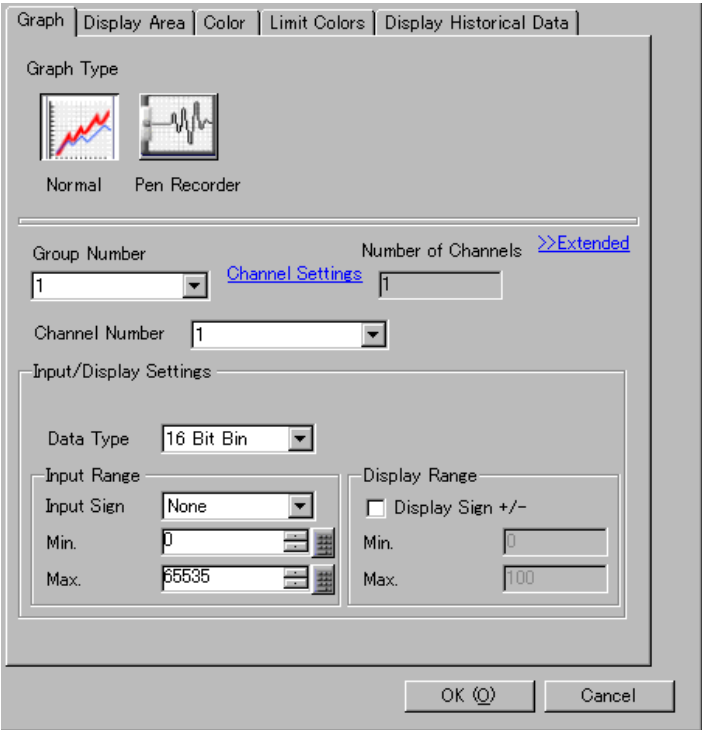 Graph Display Area Color Limit Colors Display Historical Data
Graph Type
Normal Pen Recorder
Group Number Number of Channels >>Extended
1 Channel Settings 1
Channel Number 1
Input/Display Settings
Data Type 16 Bit Bin
Input Range Display Range
Input Sign None Display Sign +/-
Min. 0 Min. 0
Max. 65535 Max. 100
OK (O) Cancel